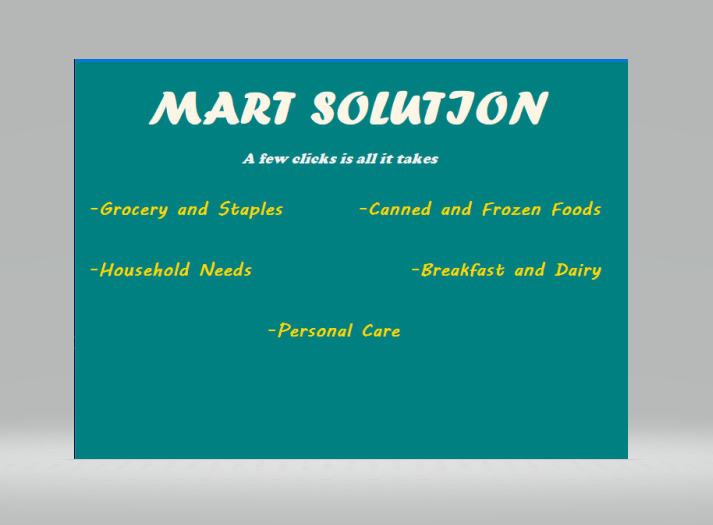 MART SOLUTION
A few clicks is all it takes
-Grocery and Staples -Canned and Frozen Foods
-Household Needs -Breakfast and Dairy
-Personal Care